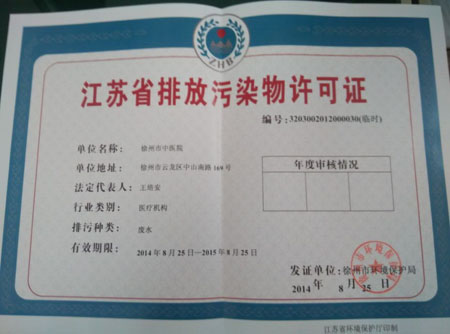 江苏省排放污染物许可证
编号:3203002012000030(临时)
单位名称: 徐州市中医院
单位地址: 徐州市云龙区中山南路169号
法定代表人: 王培安
行业类别: 医疗机构
排污种类: 废水
有效期限: 2014年8月25日—2015年8月25日
年度审核情况
发证单位:徐州市环境保护局
2014年 8月 25日
江苏省环境保护厅印制